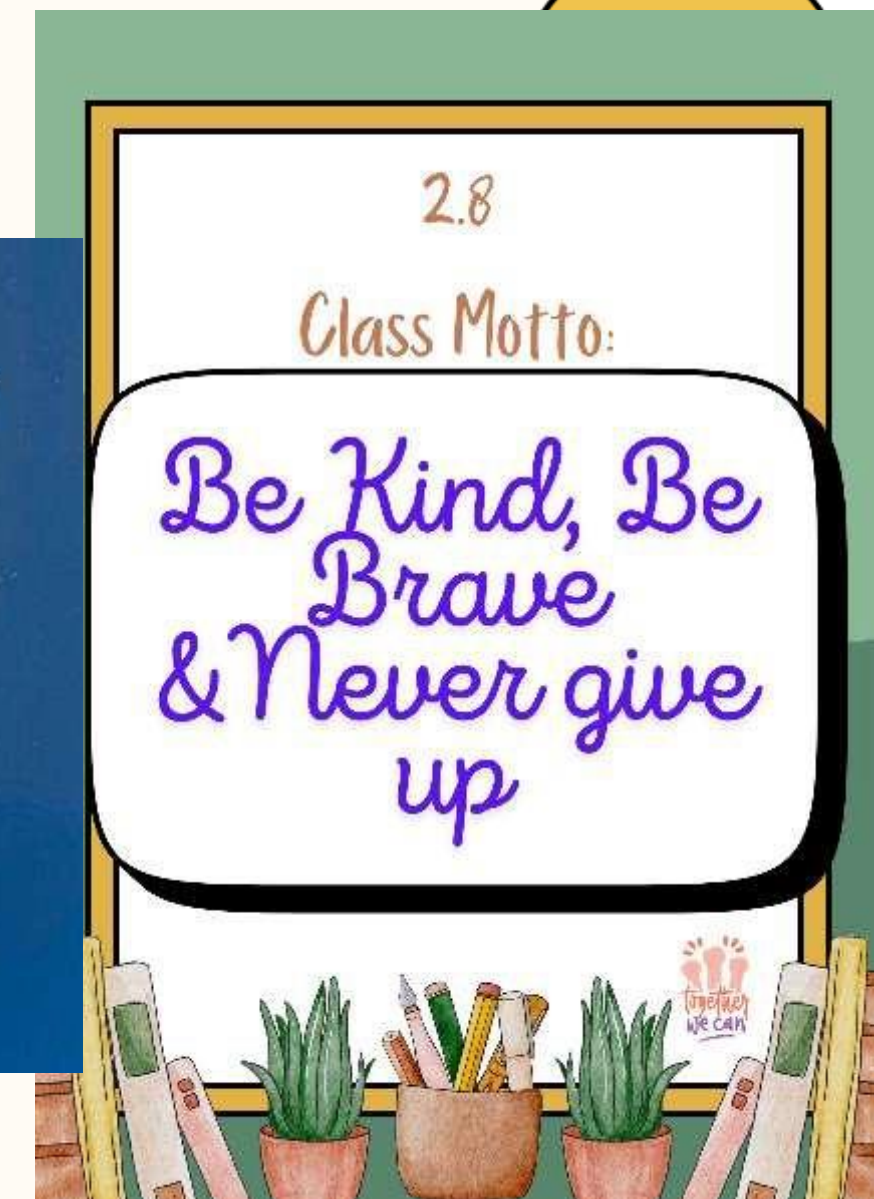 2.8
Class Motto:
Be Kind, Be
Brave
&Never give
up
together
we can